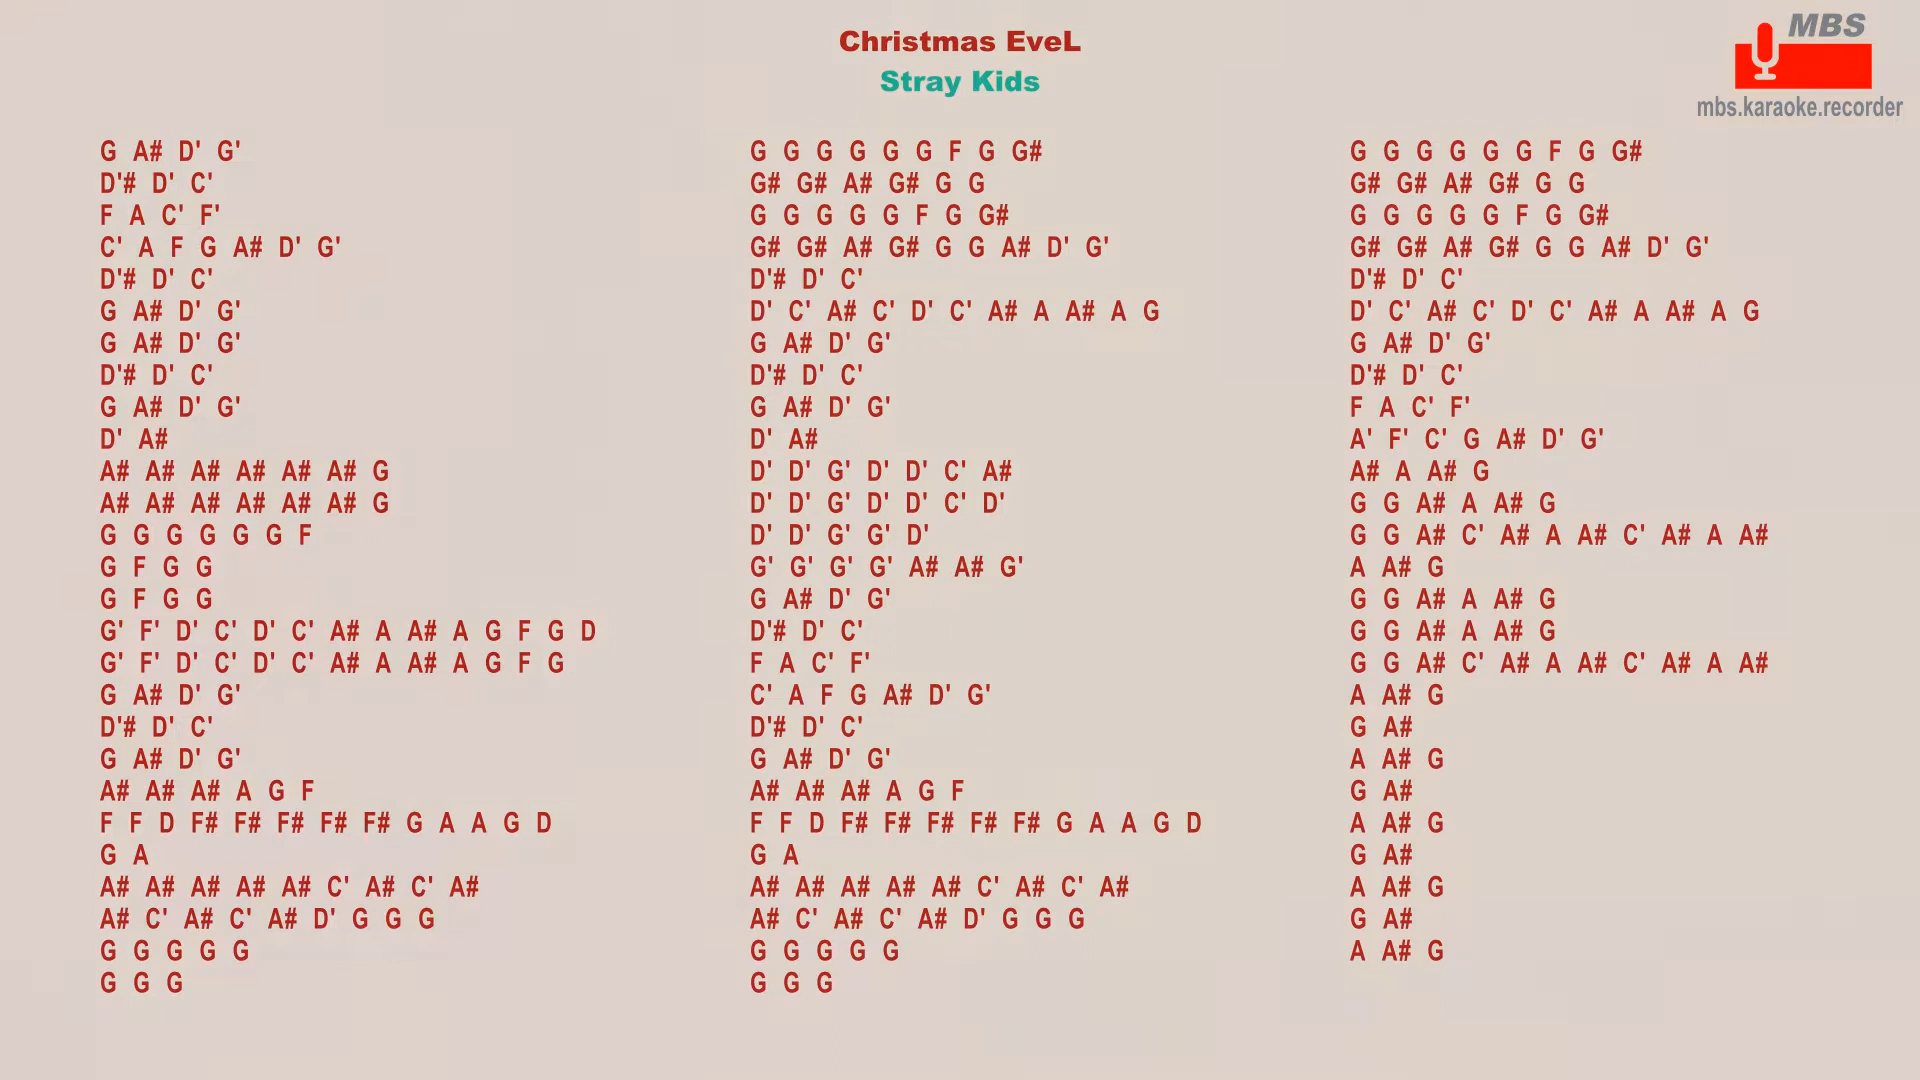 Christmas EveL
Stray Kids
MBS
mbs.karaoke.recorder
G A# D' G'
D'# D' C'
F A C' F'
C' A F G A# D' G'
D'# D' C'
G A# D' G'
G A# D' G'
D'# D' C'
G A# D' G'
D' A#
A# A# A# A# A# A# G
A# A# A# A# A# A# G
G G G G G G F
G F G G
G F G G
G' F' D' C' D' C' A# A A# A G F G D
G' F' D' C' D' C' A# A A# A G F G
G A# D' G'
D'# D' C'
G A# D' G'
A# A# A# A G F
F F D F# F# F# F# F# G A A G D
G A
A# A# A# A# A# C' A# C' A#
A# C' A# C' A# D' G G G
G G G G G
G G G
G G G G G G F G G#
G# G# A# G# G G
G G G G G F G G#
G# G# A# G# G G A# D' G'
D'# D' C'
D' C' A# C' D' C' A# A A# A G
G A# D' G'
D'# D' C'
G A# D' G'
D' A#
D' D' G' D' D' C' A#
D' D' G' D' D' C' D'
D' D' G' G' D'
G' G' G' G' A# A# G'
G A# D' G'
D'# D' C'
F A C' F'
C' A F G A# D' G'
D'# D' C'
G A# D' G'
A# A# A# A G F
F F D F# F# F# F# F# G A A G D
G A
A# A# A# A# A# C' A# C' A#
A# C' A# C' A# D' G G G
G G G G G
G G G
G G G G G G F G G#
G# G# A# G# G G
G G G G G F G G#
G# G# A# G# G G A# D' G'
D'# D' C'
D' C' A# C' D' C' A# A A# A G
G A# D' G'
D'# D' C'
F A C' F'
A' F' C' G A# D' G'
A# A A# G
G G A# A A# G
G G A# C' A# A A# C' A# A A#
A A# G
G G A# A A# G
G G A# A A# G
G G A# C' A# A A# C' A# A A#
A A# G
G A#
A A# G
G A#
A A# G
G A#
A A# G
G A#
A A# G